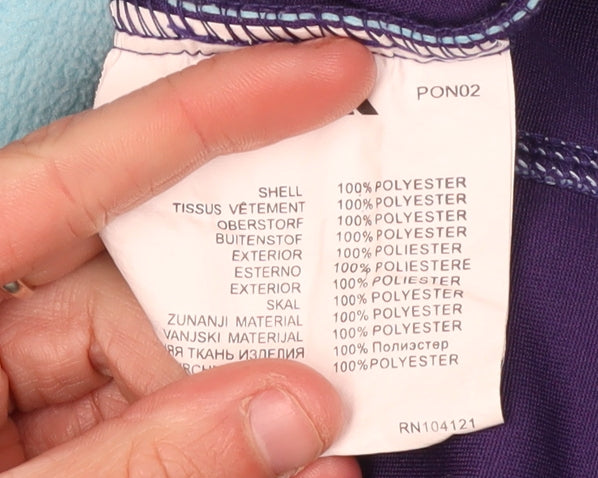 PON02
SHELL 100% POLYESTER
TISSUS VÊTEMENT 100% POLYESTER
OBERSTORF 100% POLYESTER
BUITENSTOF 100% POLYESTER
EXTERIOR 100% POLIESTER
ESTERNO 100% POLIESTERE
EXTERIOR 100% POLIESTER
SKAL 100% POLYESTER
ZUNANJI MATERIAL 100% POLYESTER
VANJSKI MATERIJAL 100% POLYESTER
ТКАНЬ ИЗДЕЛИЯ 100% Полиэстер
100% POLYESTER
RN104121